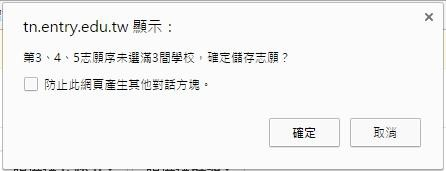 tn.entry.edu.tw 顯示：
第3、4、5志願序未選滿3間學校，確定儲存志願？
防止此網頁產生其他對話方塊。
確定
取消